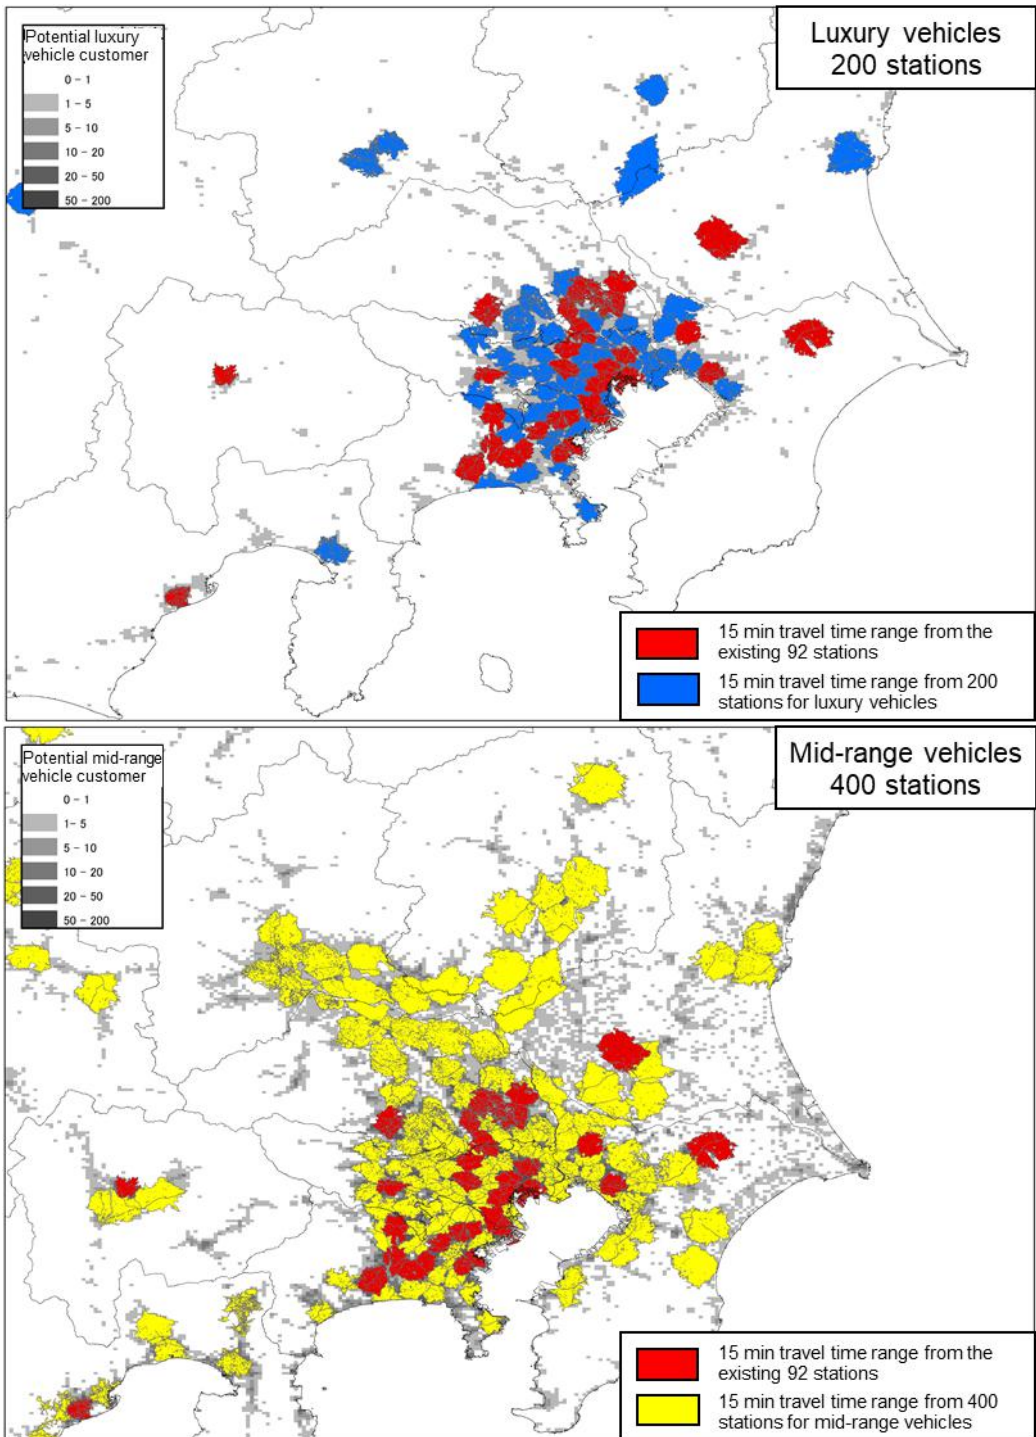 Potential luxury
vehicle customer
0 - 1
1 - 5
5 - 10
10 - 20
20 - 50
50 - 200
Luxury vehicles
200 stations
15 min travel time range from the
existing 92 stations
15 min travel time range from 200
stations for luxury vehicles
Potential mid-range
vehicle customer
0 - 1
1 - 5
5 - 10
10 - 20
20 - 50
50 - 200
Mid-range vehicles
400 stations
15 min travel time range from the
existing 92 stations
15 min travel time range from 400
stations for mid-range vehicles